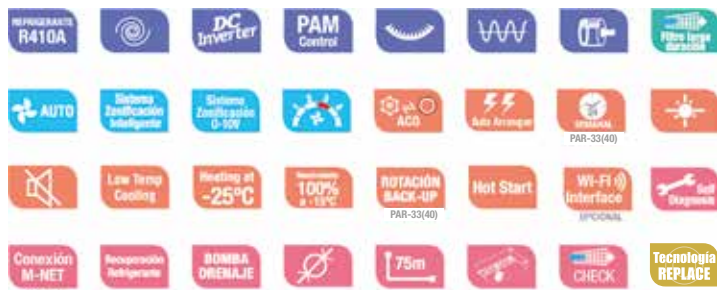 REFRIGERANTE
R410A
DC
Inverter
PAM
Control
Filtro larga
duración
AUTO
Sistema
Zonificación
Inteligente
Sistema
Zonificación
0-10V
ACO
Auto Arranque
SEMANAL
PAR-33(40)
Low Temp
Cooling
Heating at
-25ºC
100%
a -15ºC
ROTACIÓN
BACK-UP
PAR-33(40)
Hot Start
WI-FI
Interface
OPCIONAL
Self
Diagnosis
Conexión
M-NET
Recuperación
Refrigerante
BOMBA
DRENAJE
75m
CHECK
Tecnología
REPLACE